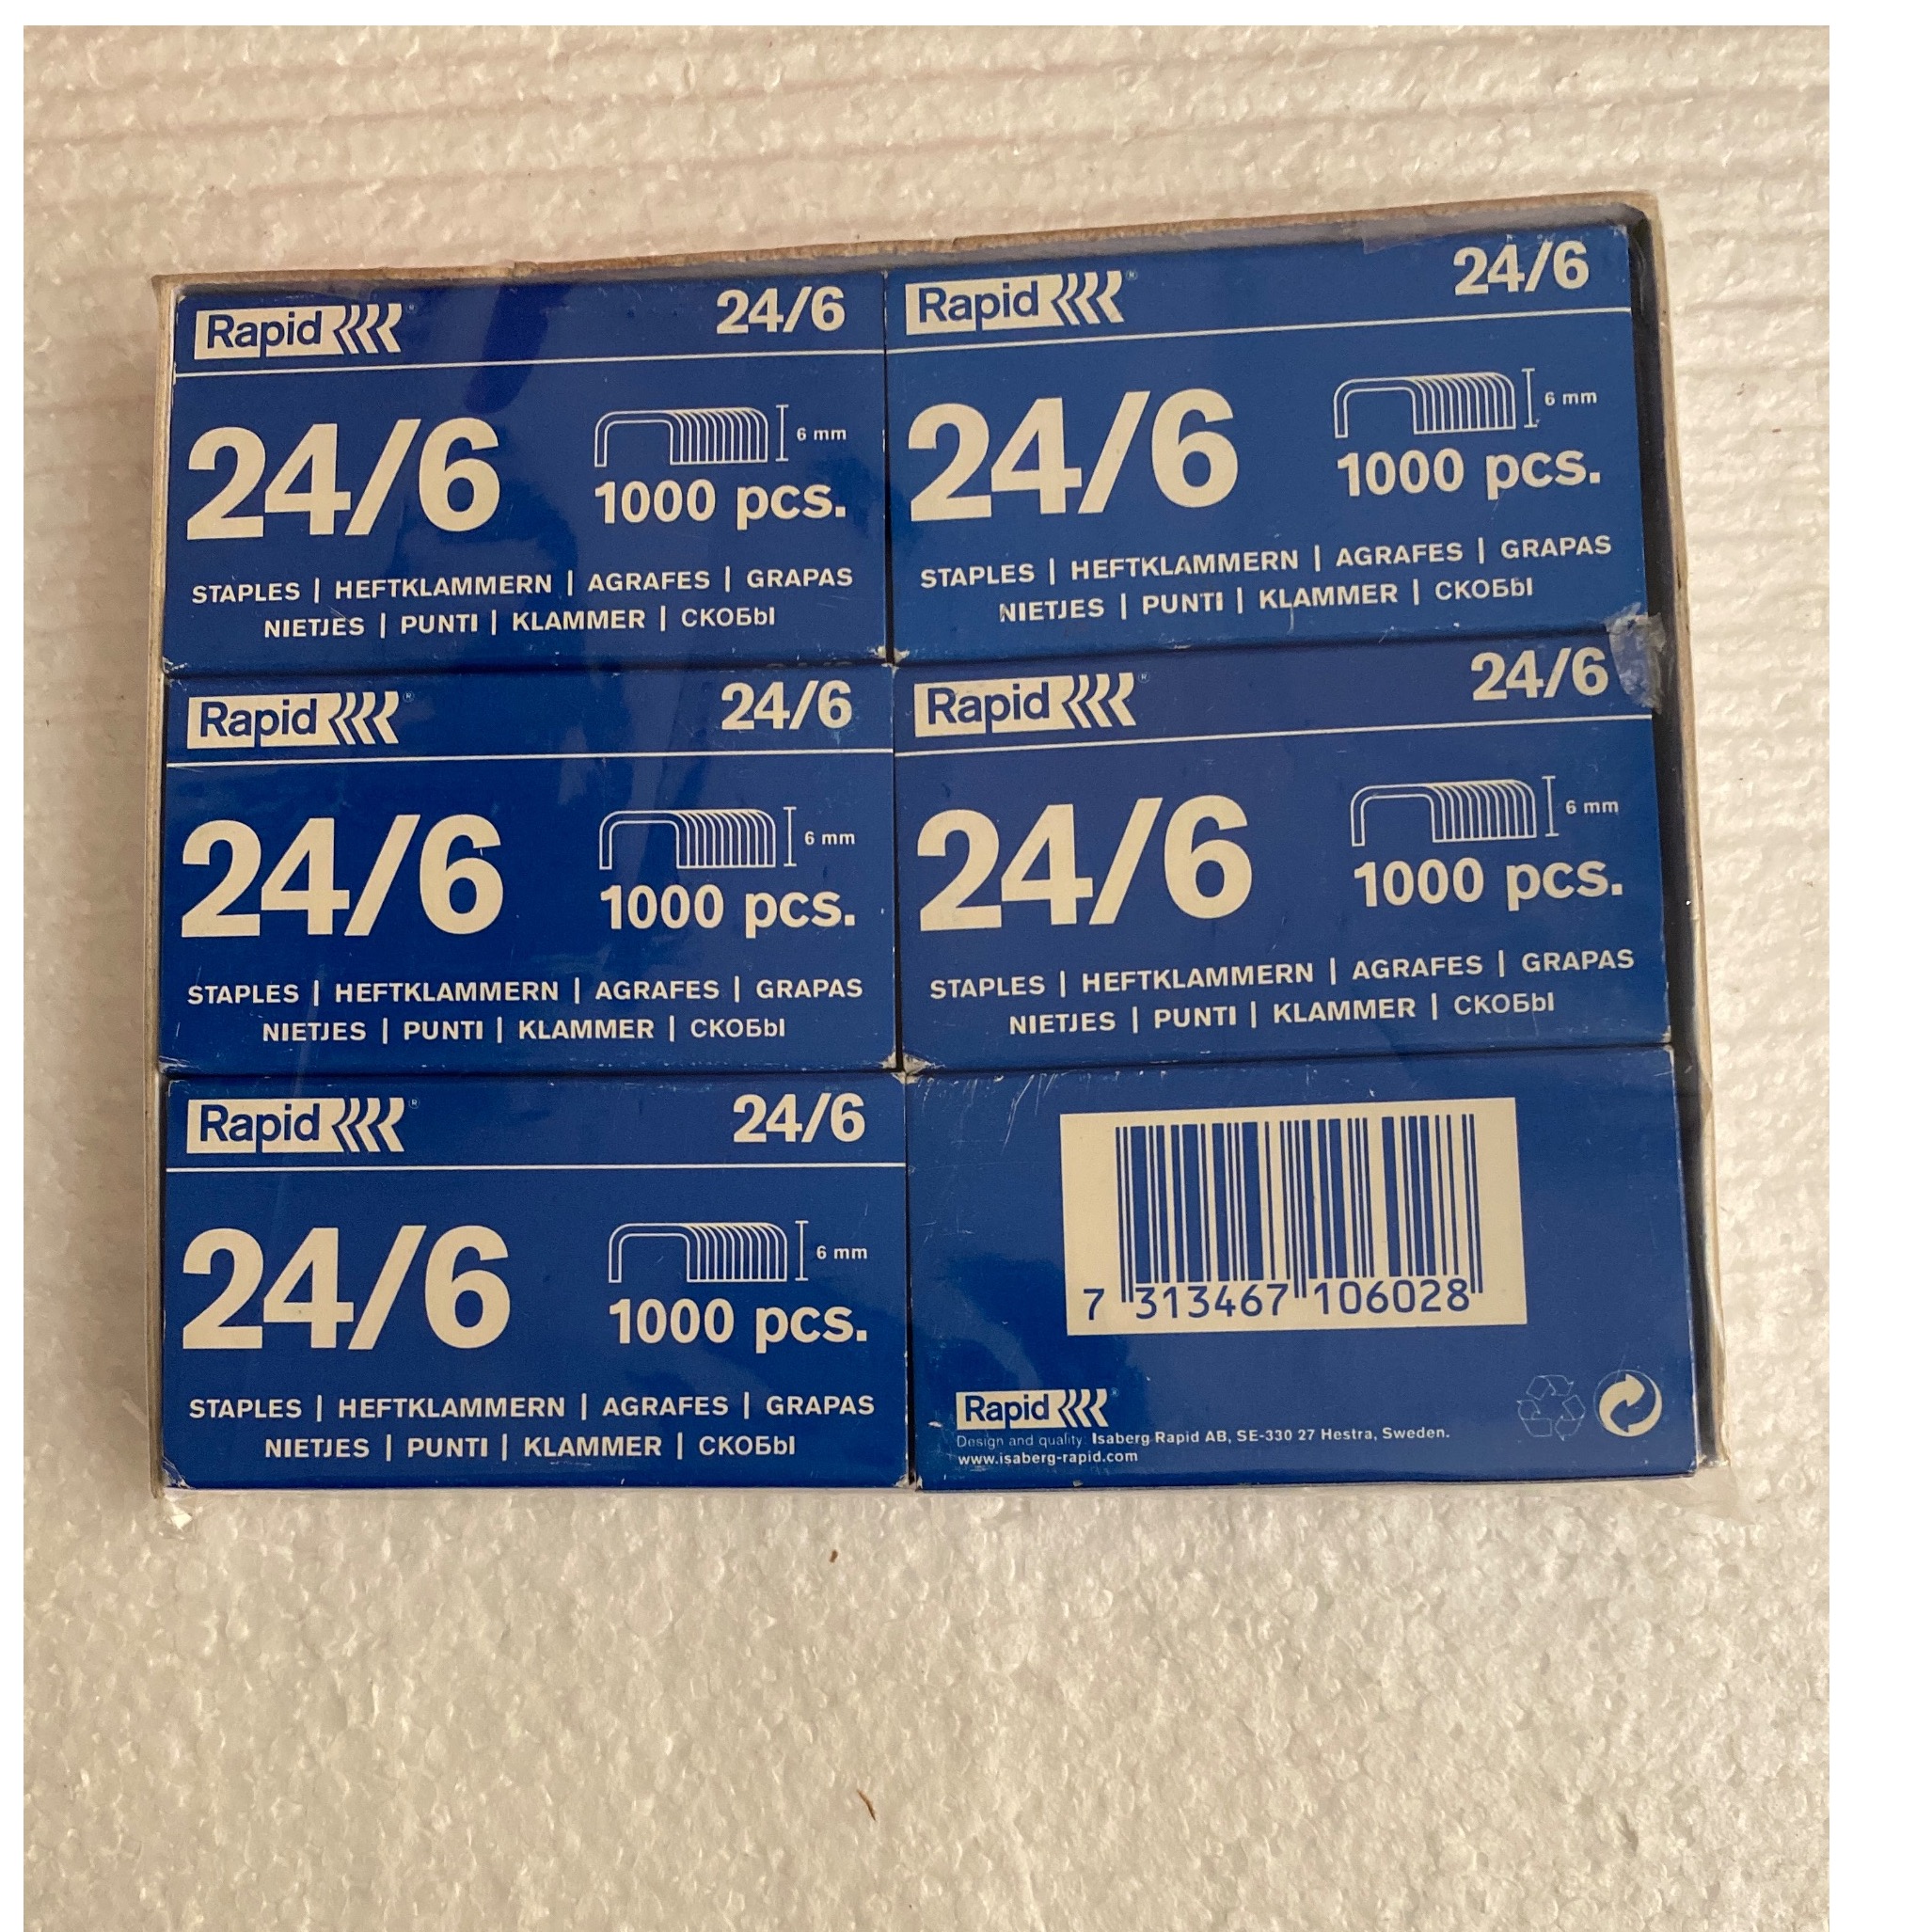 Rapid ® 24/6
24/6
6 mm
1000 pcs.
STAPLES | HEFTKLAMMERN | AGRAFES | GRAPAS
NIETJES | PUNTI | KLAMMER | СКОБЫ
Rapid ® 24/6
24/6
6 mm
1000 pcs.
STAPLES | HEFTKLAMMERN | AGRAFES | GRAPAS
NIETJES | PUNTI | KLAMMER | СКОБЫ
Rapid ® 24/6
24/6
6 mm
1000 pcs.
STAPLES | HEFTKLAMMERN | AGRAFES | GRAPAS
NIETJES | PUNTI | KLAMMER | СКОБЫ
Rapid ® 24/6
24/6
6 mm
1000 pcs.
STAPLES | HEFTKLAMMERN | AGRAFES | GRAPAS
NIETJES | PUNTI | KLAMMER | СКОБЫ
Rapid ® 24/6
24/6
6 mm
1000 pcs.
STAPLES | HEFTKLAMMERN | AGRAFES | GRAPAS
NIETJES | PUNTI | KLAMMER | СКОБЫ
7 313467 106028
Rapid ®
Design and quality: Isaberg Rapid AB, SE-330 27 Hestra, Sweden.
www.isaberg-rapid.com